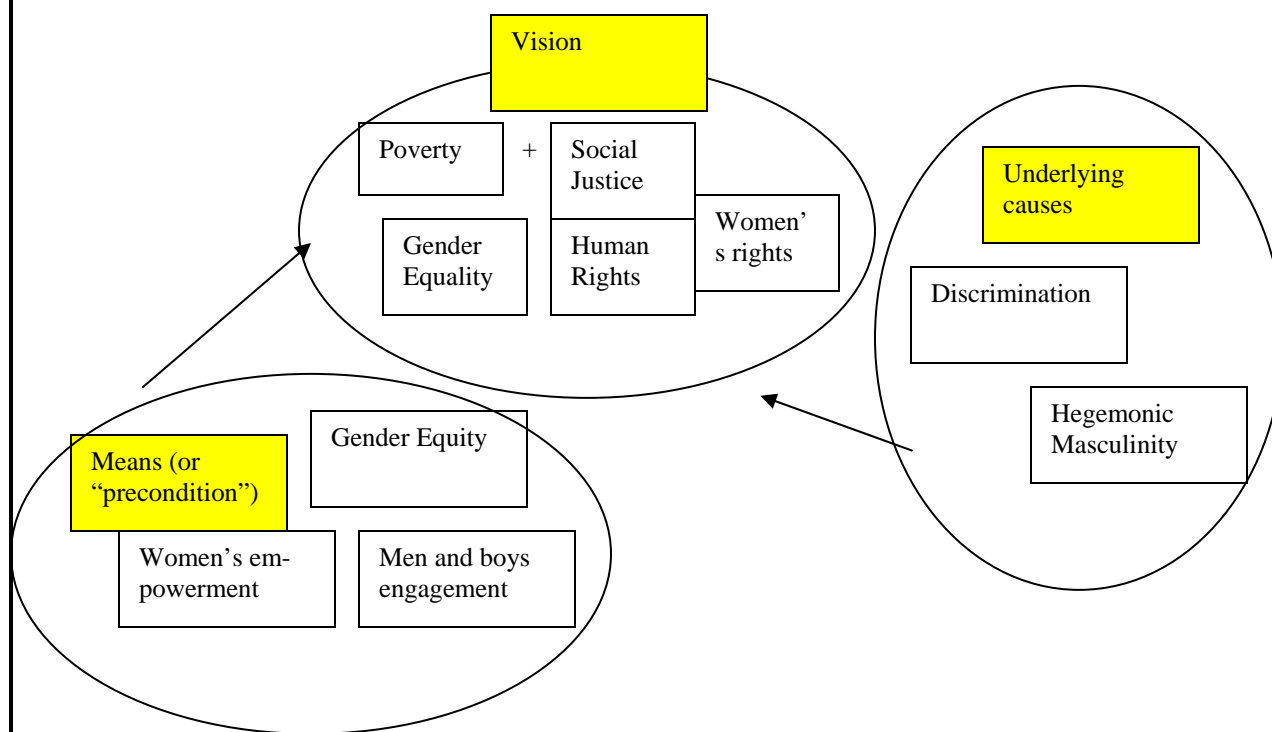 Vision
Poverty
+
Social
Justice
Gender
Equality
Human
Rights
Women’
s rights
Underlying
causes
Discrimination
Hegemonic
Masculinity
Means (or
“precondition”)
Gender Equity
Women’s em-
powerment
Men and boys
engagement